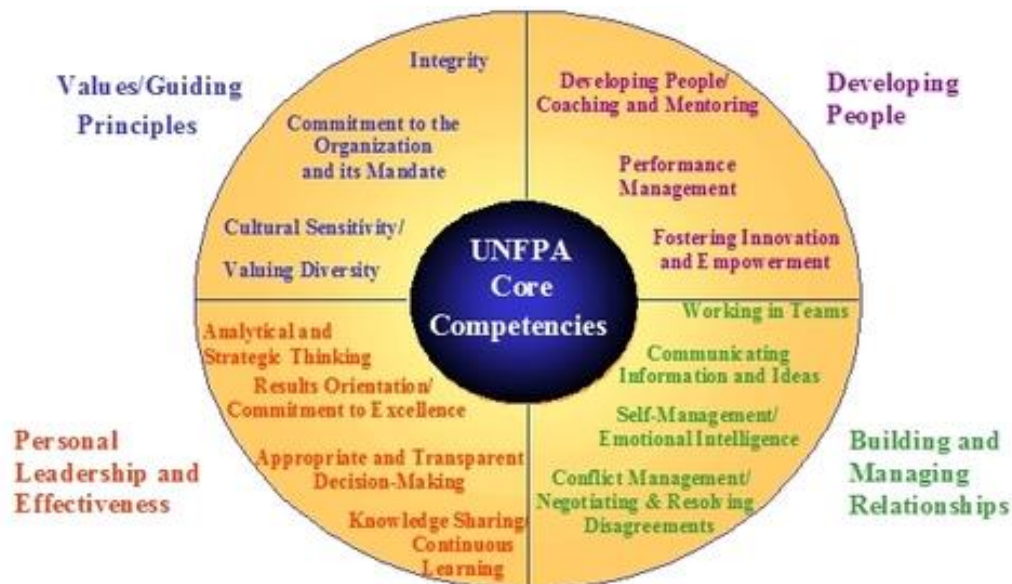 Values/Guiding
Principles
Integrity
Commitment to the
Organization
and its Mandate
Cultural Sensitivity/
Valuing Diversity
Developing People/
Coaching and Mentoring
Performance
Management
Fostering Innovation
and Empowerment
Developing
People
UNFPA
Core
Competencies
Analytical and
Strategic Thinking
Results Orientation/
Commitment to Excellence
Appropriate and Transparent
Decision-Making
Knowledge Sharing/
Continuous
Learning
Personal
Leadership and
Effectiveness
Working in Teams
Communicating
Information and Ideas
Self-Management/
Emotional Intelligence
Conflict Management/
Negotiating & Resolving
Disagreements
Building and
Managing
Relationships